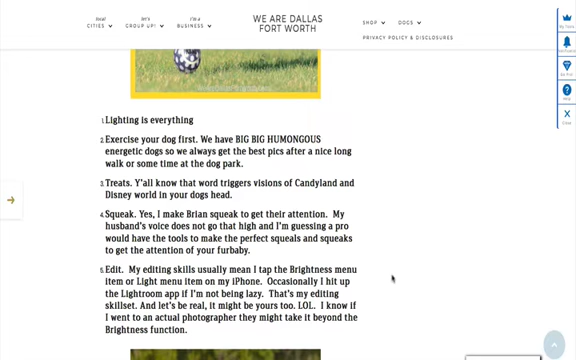 CITIES
GROUP UP!
BUSINESS
WE ARE DALLAS
FORT WORTH
SHOP
DOGS
PRIVACY POLICY & DISCLOSURES
Help
Close
1. Lighting is everything
2. Exercise your dog first. We have BIG BIG HUMONGOUS
energetic dogs so we always get the best pics after a nice long
walk or some time at the dog park.
3. Treats. Y'all know that word triggers visions of Candyland and
Disney world in your dogs head.
4. Squeak. Yes, I make Brian squeak to get their attention. My
husband's voice does not go that high and I'm guessing a pro
would have the tools to make the perfect squeals and squeaks
to get the attention of your furbaby.
5. Edit. My editing skills usually mean I tap the Brightness menu
item or Light menu item on my iPhone. Occasionally I hit up
the Lightroom app if I'm not being lazy. That's my editing
skillset. And let's be real, it might be yours too. LOL. I know if
I went to an actual photographer they might take it beyond the
Brightness function.